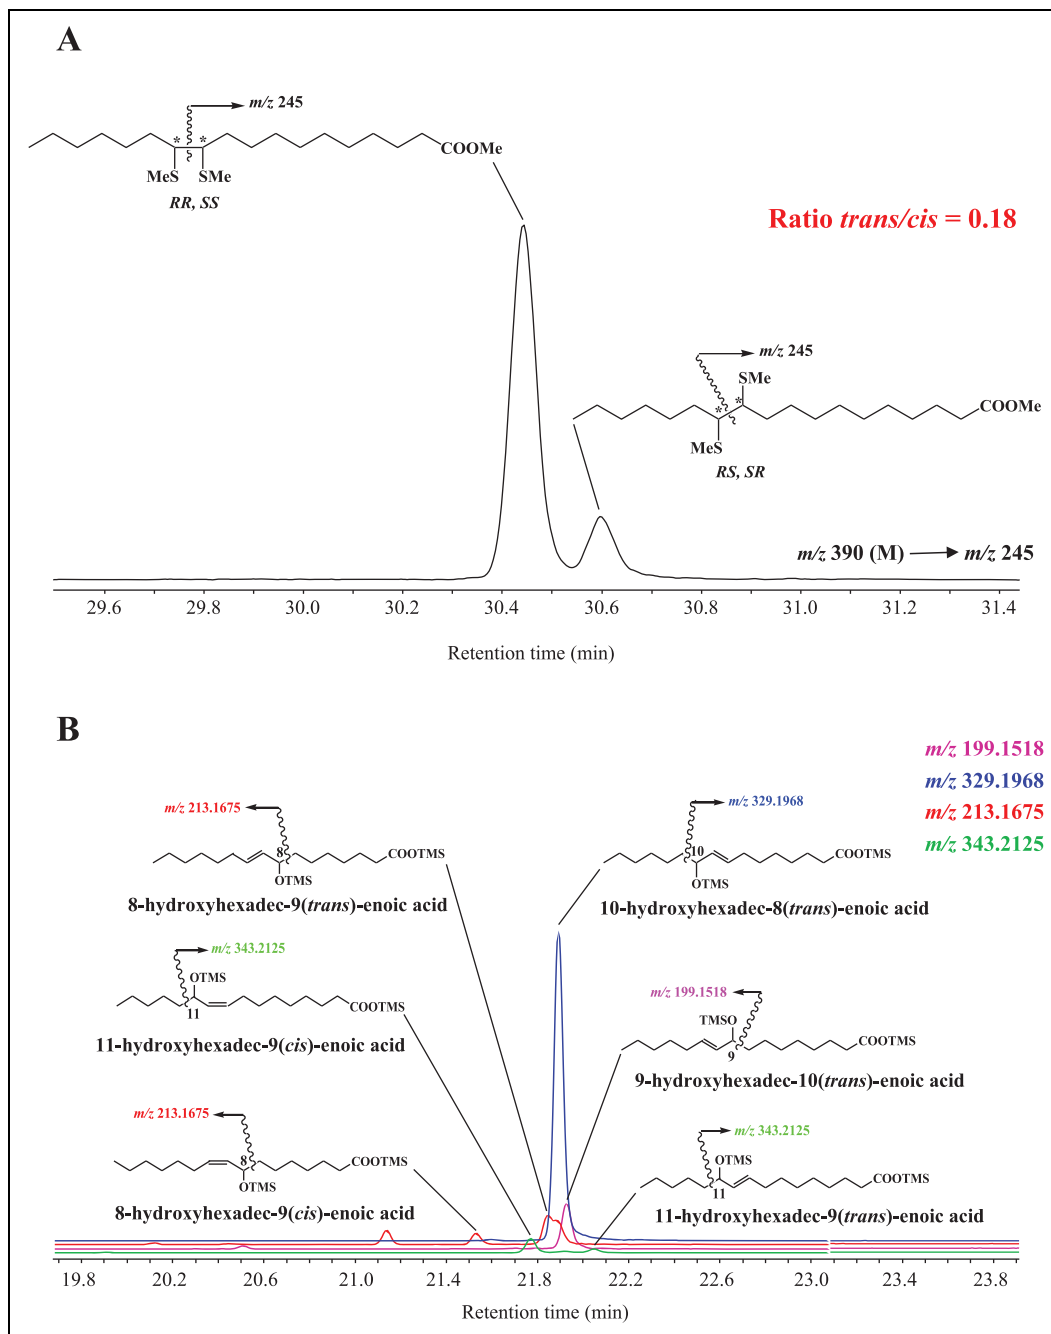 A
m/z 245
* *
COOMe
MeS SMe
RR, SS
Ratio trans/cis = 0.18
m/z 245
SMe
*
*
COOMe
MeS
RS, SR
m/z 390 (M) m/z 245
29.6 29.8 30.0 30.2 30.4 30.6 30.8 31.0 31.2 31.4
Retention time (min)
B
m/z 199.1518
m/z 329.1968
m/z 213.1675
m/z 343.2125
m/z 213.1675
8
COOTMS
OTMS
8-hydroxyhexadec-9(trans)-enoic acid
m/z 329.1968
10
COOTMS
OTMS
10-hydroxyhexadec-8(trans)-enoic acid
m/z 343.2125
OTMS
11
COOTMS
11-hydroxyhexadec-9(cis)-enoic acid
m/z 199.1518
TMSO
9
COOTMS
9-hydroxyhexadec-10(trans)-enoic acid
m/z 213.1675
8
COOTMS
OTMS
8-hydroxyhexadec-9(cis)-enoic acid
m/z 343.2125
OTMS
11
COOTMS
11-hydroxyhexadec-9(trans)-enoic acid
19.8 20.2 20.6 21.0 21.4 21.8 22.2 22.6 23.0 23.4 23.8
Retention time (min)